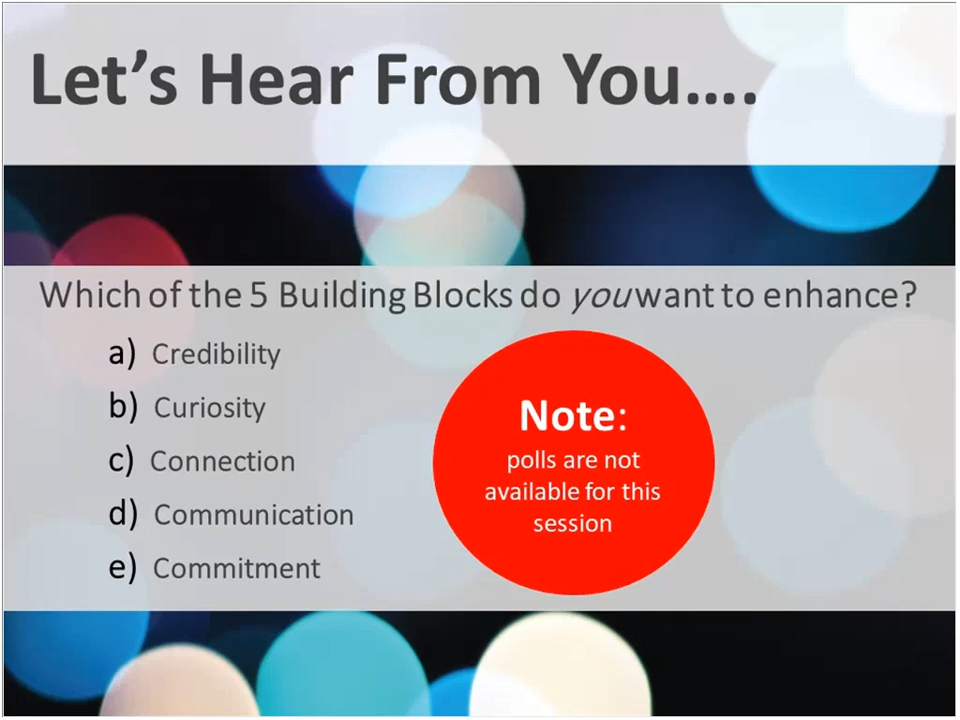 Let's Hear From You....
Which of the 5 Building Blocks do you want to enhance?
a) Credibility
b) Curiosity
c) Connection
d) Communication
e) Commitment
Note:
polls are not
available for this
session